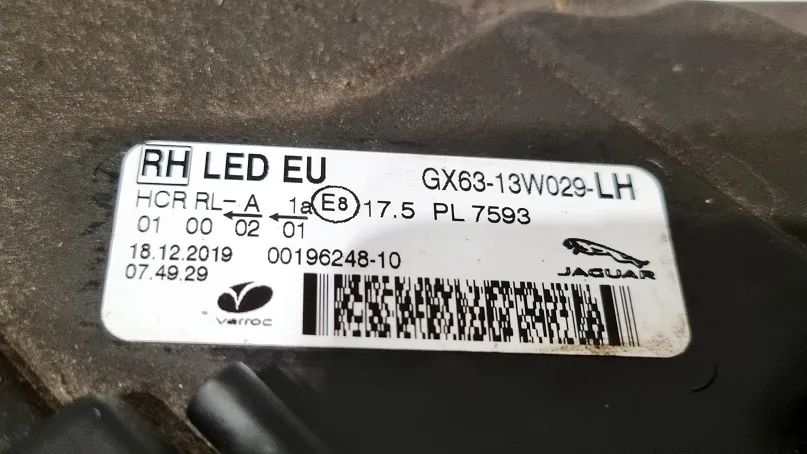 RH LED EU GX63-13W029-LH
HCR RL-A 1a E8 17.5 PL 7593
01 00 02 01
18.12.2019 00196248-10
07.49.29
varroc
JAGUAR